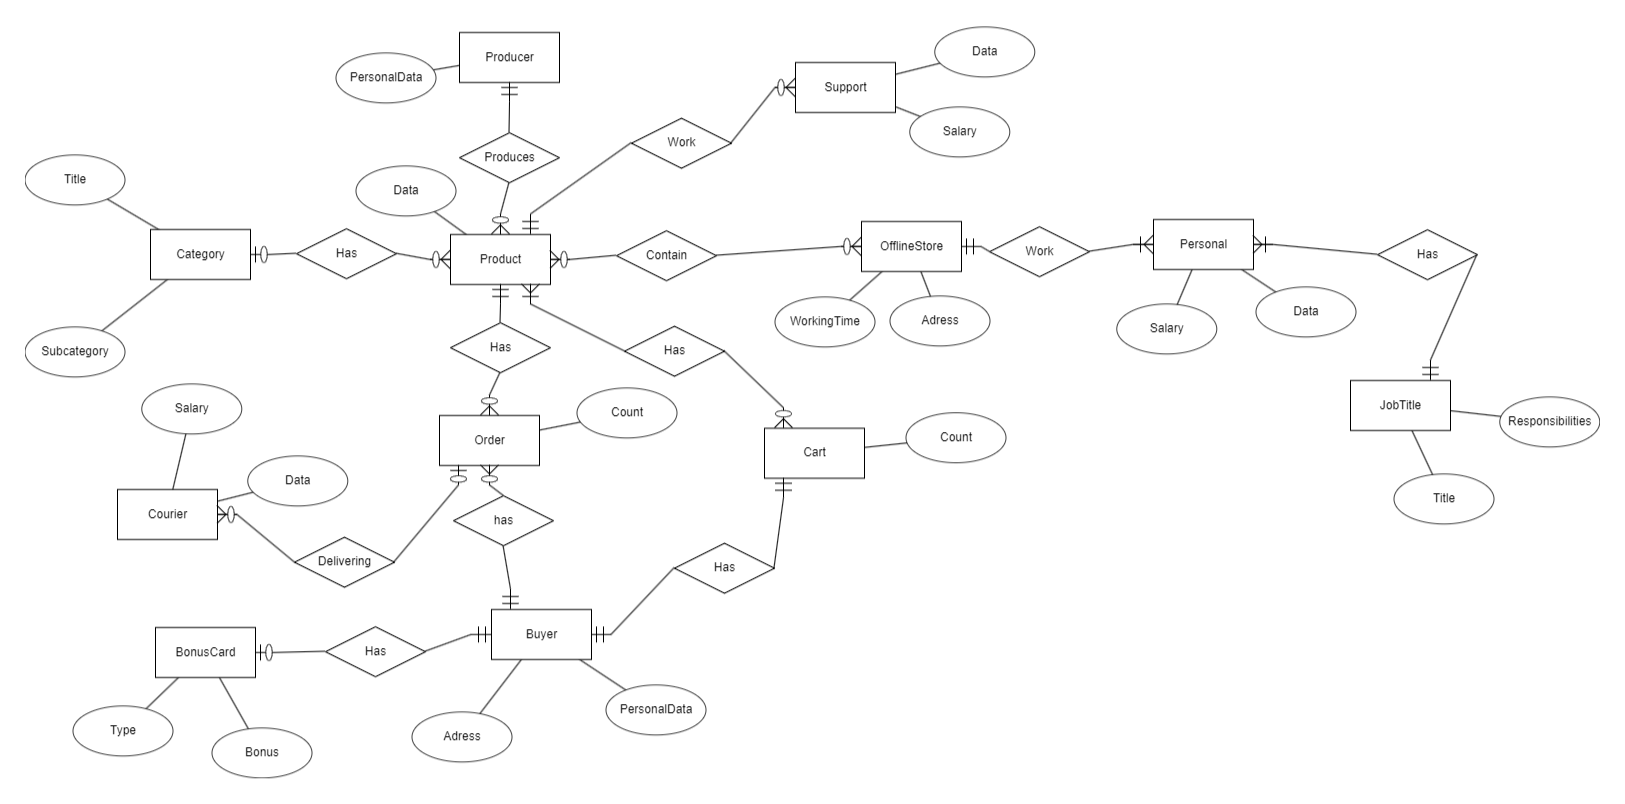 Producer
PersonalData
Data
Support
Work
Salary
Produces
Title
Data
Category
Has
Product
Contain
OfflineStore
Work
Personal
Has
WorkingTime
Adress
Salary
Data
Subcategory
Has
Has
JobTitle
Responsibilities
Salary
Order
Count
Cart
Count
Data
Title
Courier
has
Delivering
Has
BonusCard
Has
Buyer
Type
Bonus
Adress
PersonalData